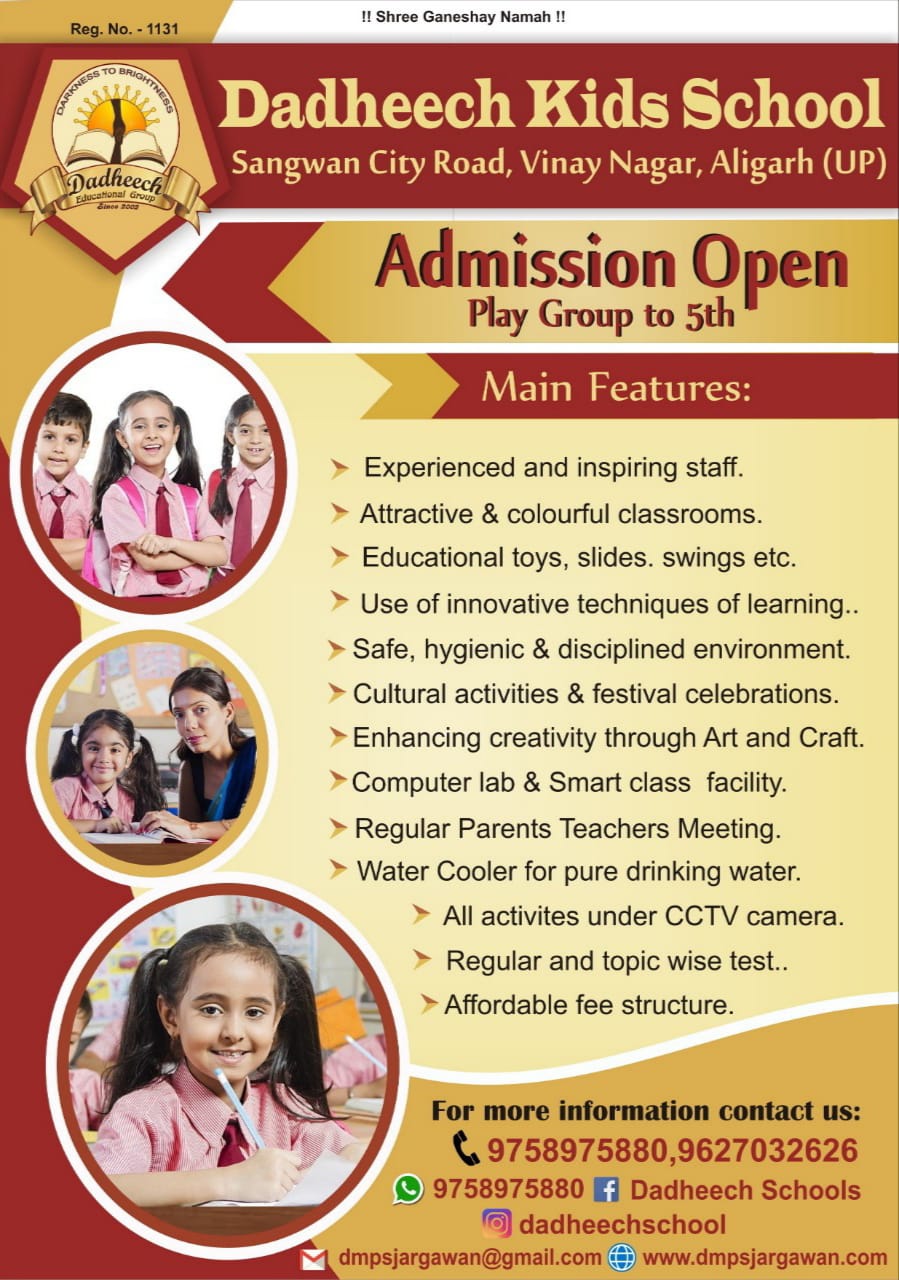 !! Shree Ganeshay Namah !!
Reg. No. - 1131
DARKNESS TO BRIGHTNESS
Dadheech
Educational Group
Since 2002
Dadheech Kids School
Sangwan City Road, Vinay Nagar, Aligarh (UP)
Admission Open
Play Group to 5th
Main Features:
Experienced and inspiring staff.
Attractive & colourful classrooms.
Educational toys, slides. swings etc.
Use of innovative techniques of learning..
Safe, hygienic & disciplined environment.
Cultural activities & festival celebrations.
Enhancing creativity through Art and Craft.
Computer lab & Smart class facility.
Regular Parents Teachers Meeting.
Water Cooler for pure drinking water.
All activites under CCTV camera.
Regular and topic wise test..
Affordable fee structure.
For more information contact us:
9758975880,9627032626
9758975880 Dadheech Schools
dadheechschool
dmpsjargawan@gmail.com www.dmpsjargawan.com